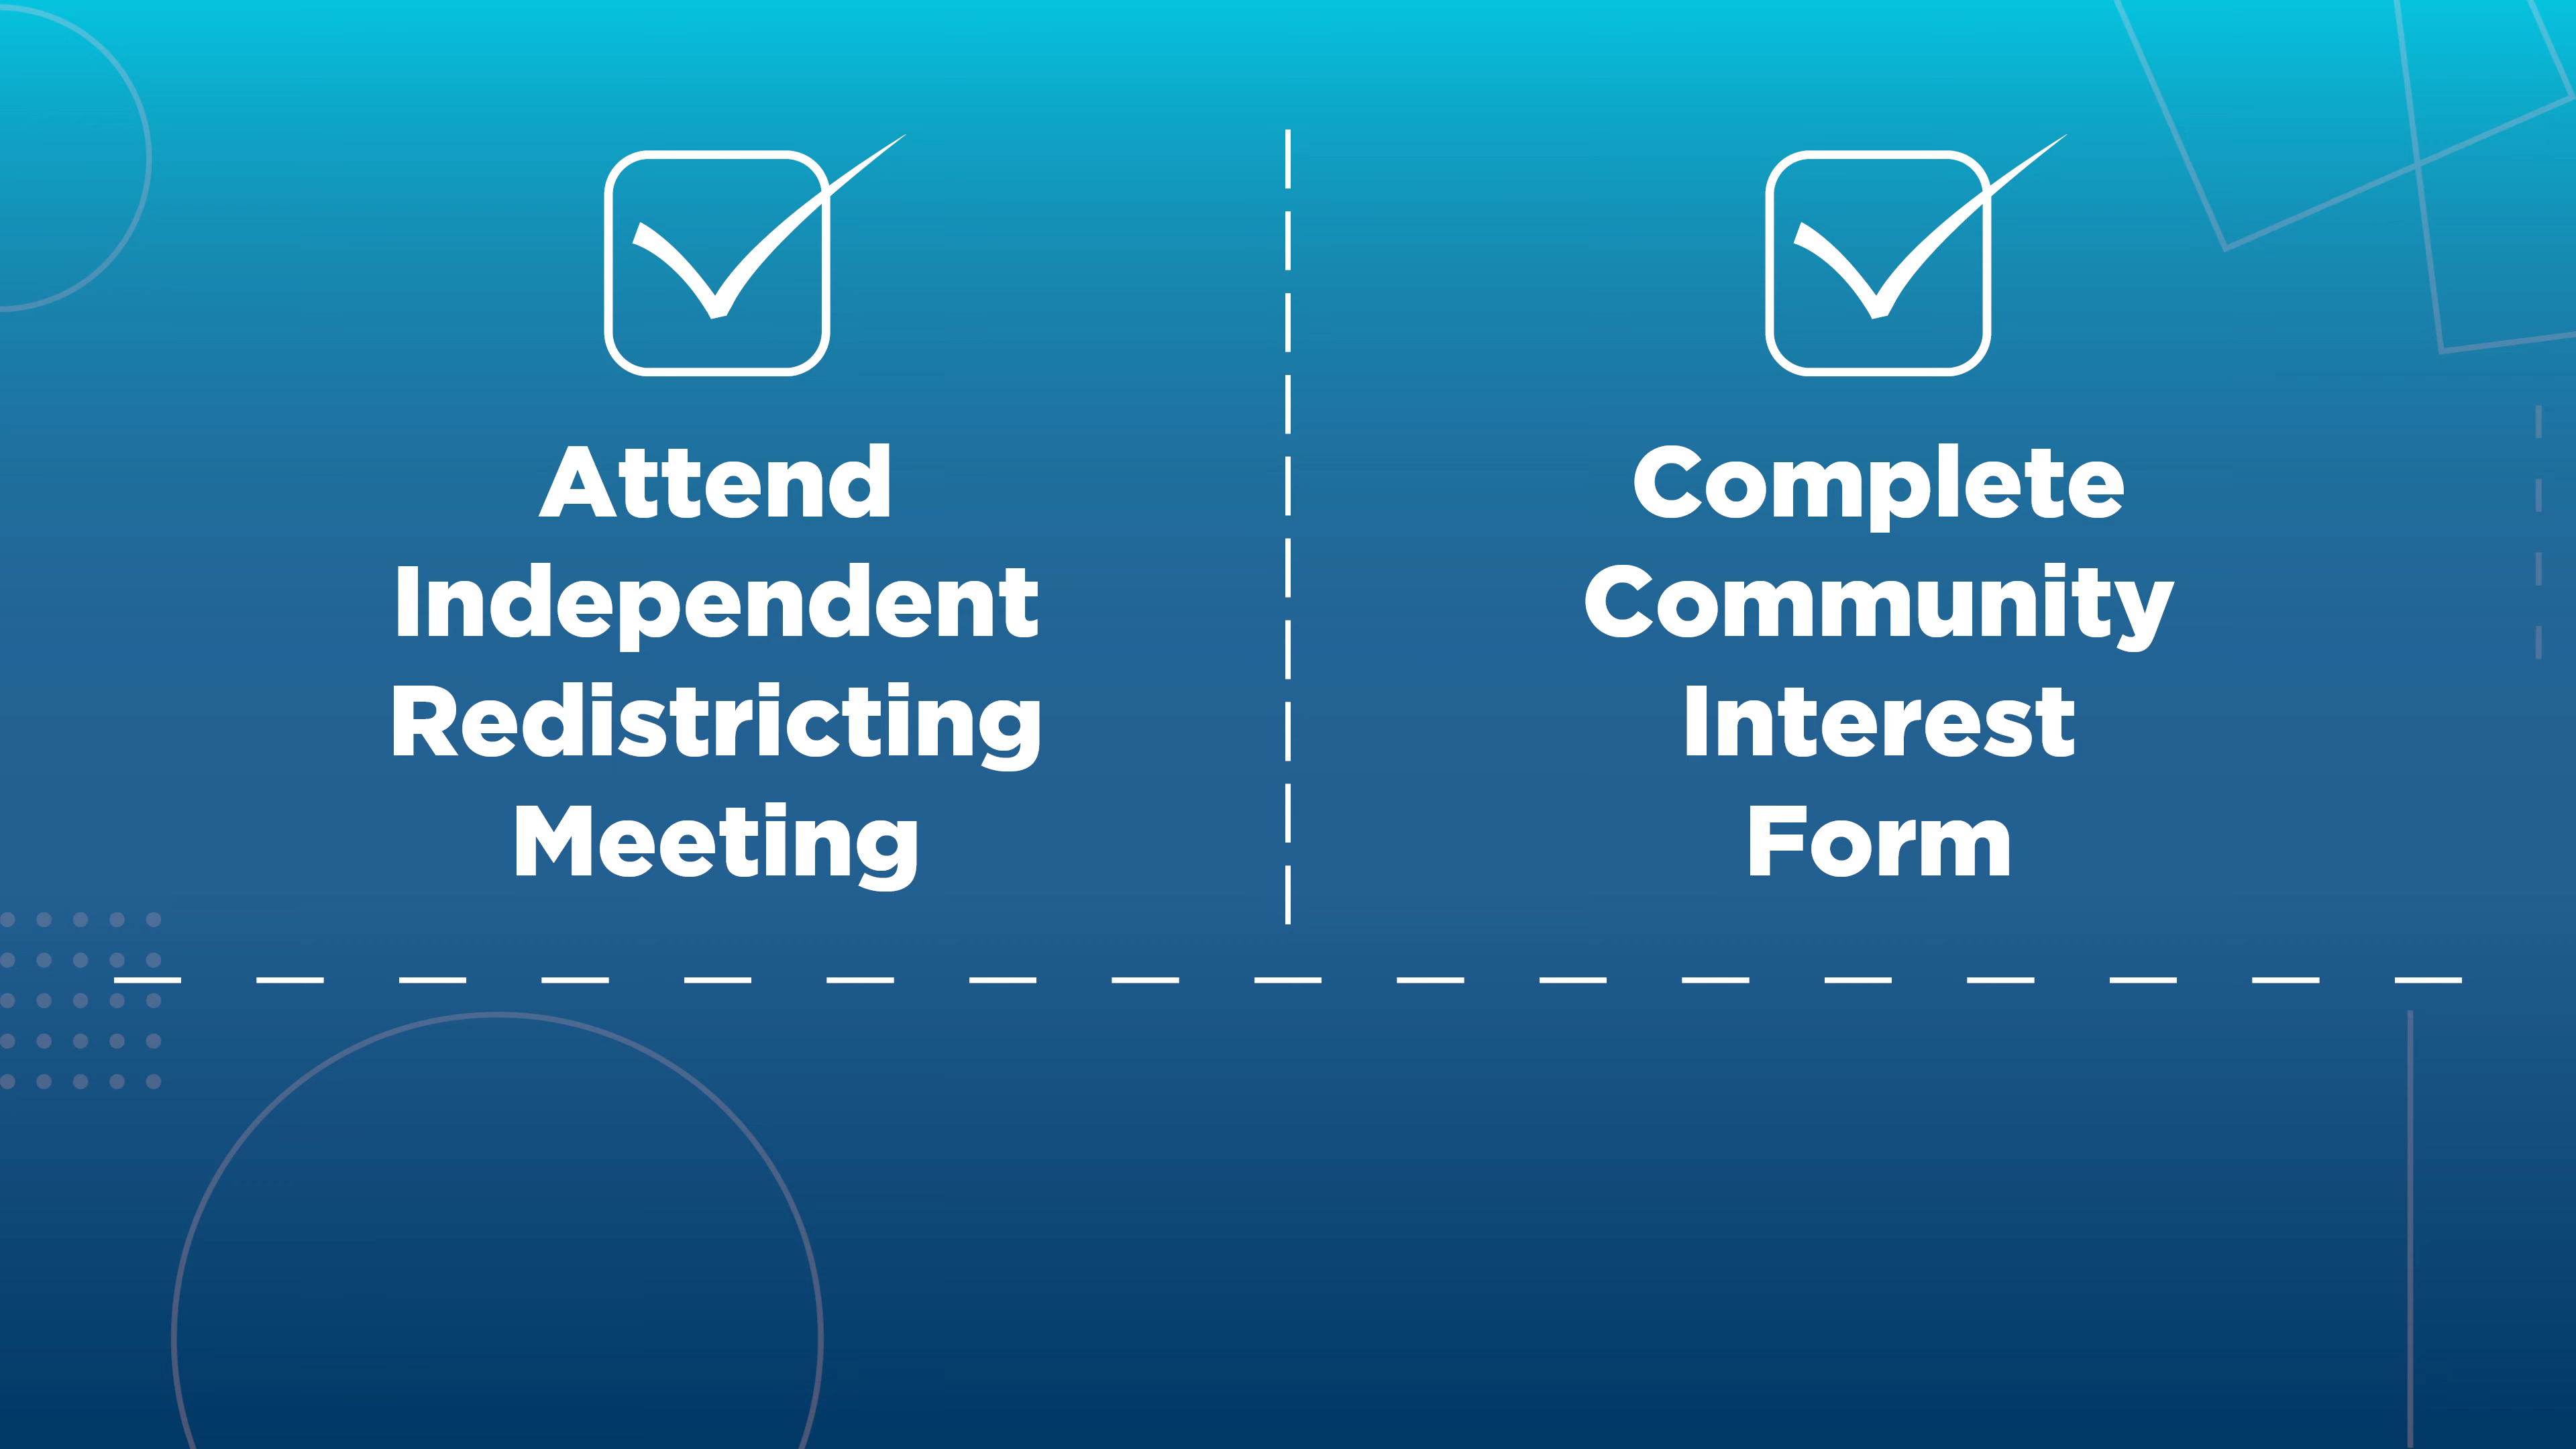 Attend
Independent
Redistricting
Meeting
Complete
Community
Interest
Form